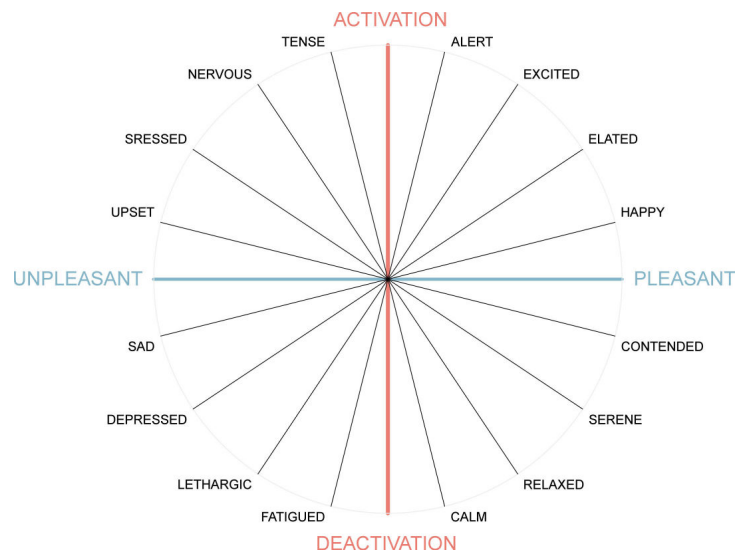 ACTIVATION
TENSE
ALERT
NERVOUS
EXCITED
SRESSED
ELATED
UPSET
HAPPY
UNPLEASANT
PLEASANT
SAD
CONTENDED
DEPRESSED
SERENE
LETHARGIC
RELAXED
FATIGUED
CALM
DEACTIVATION